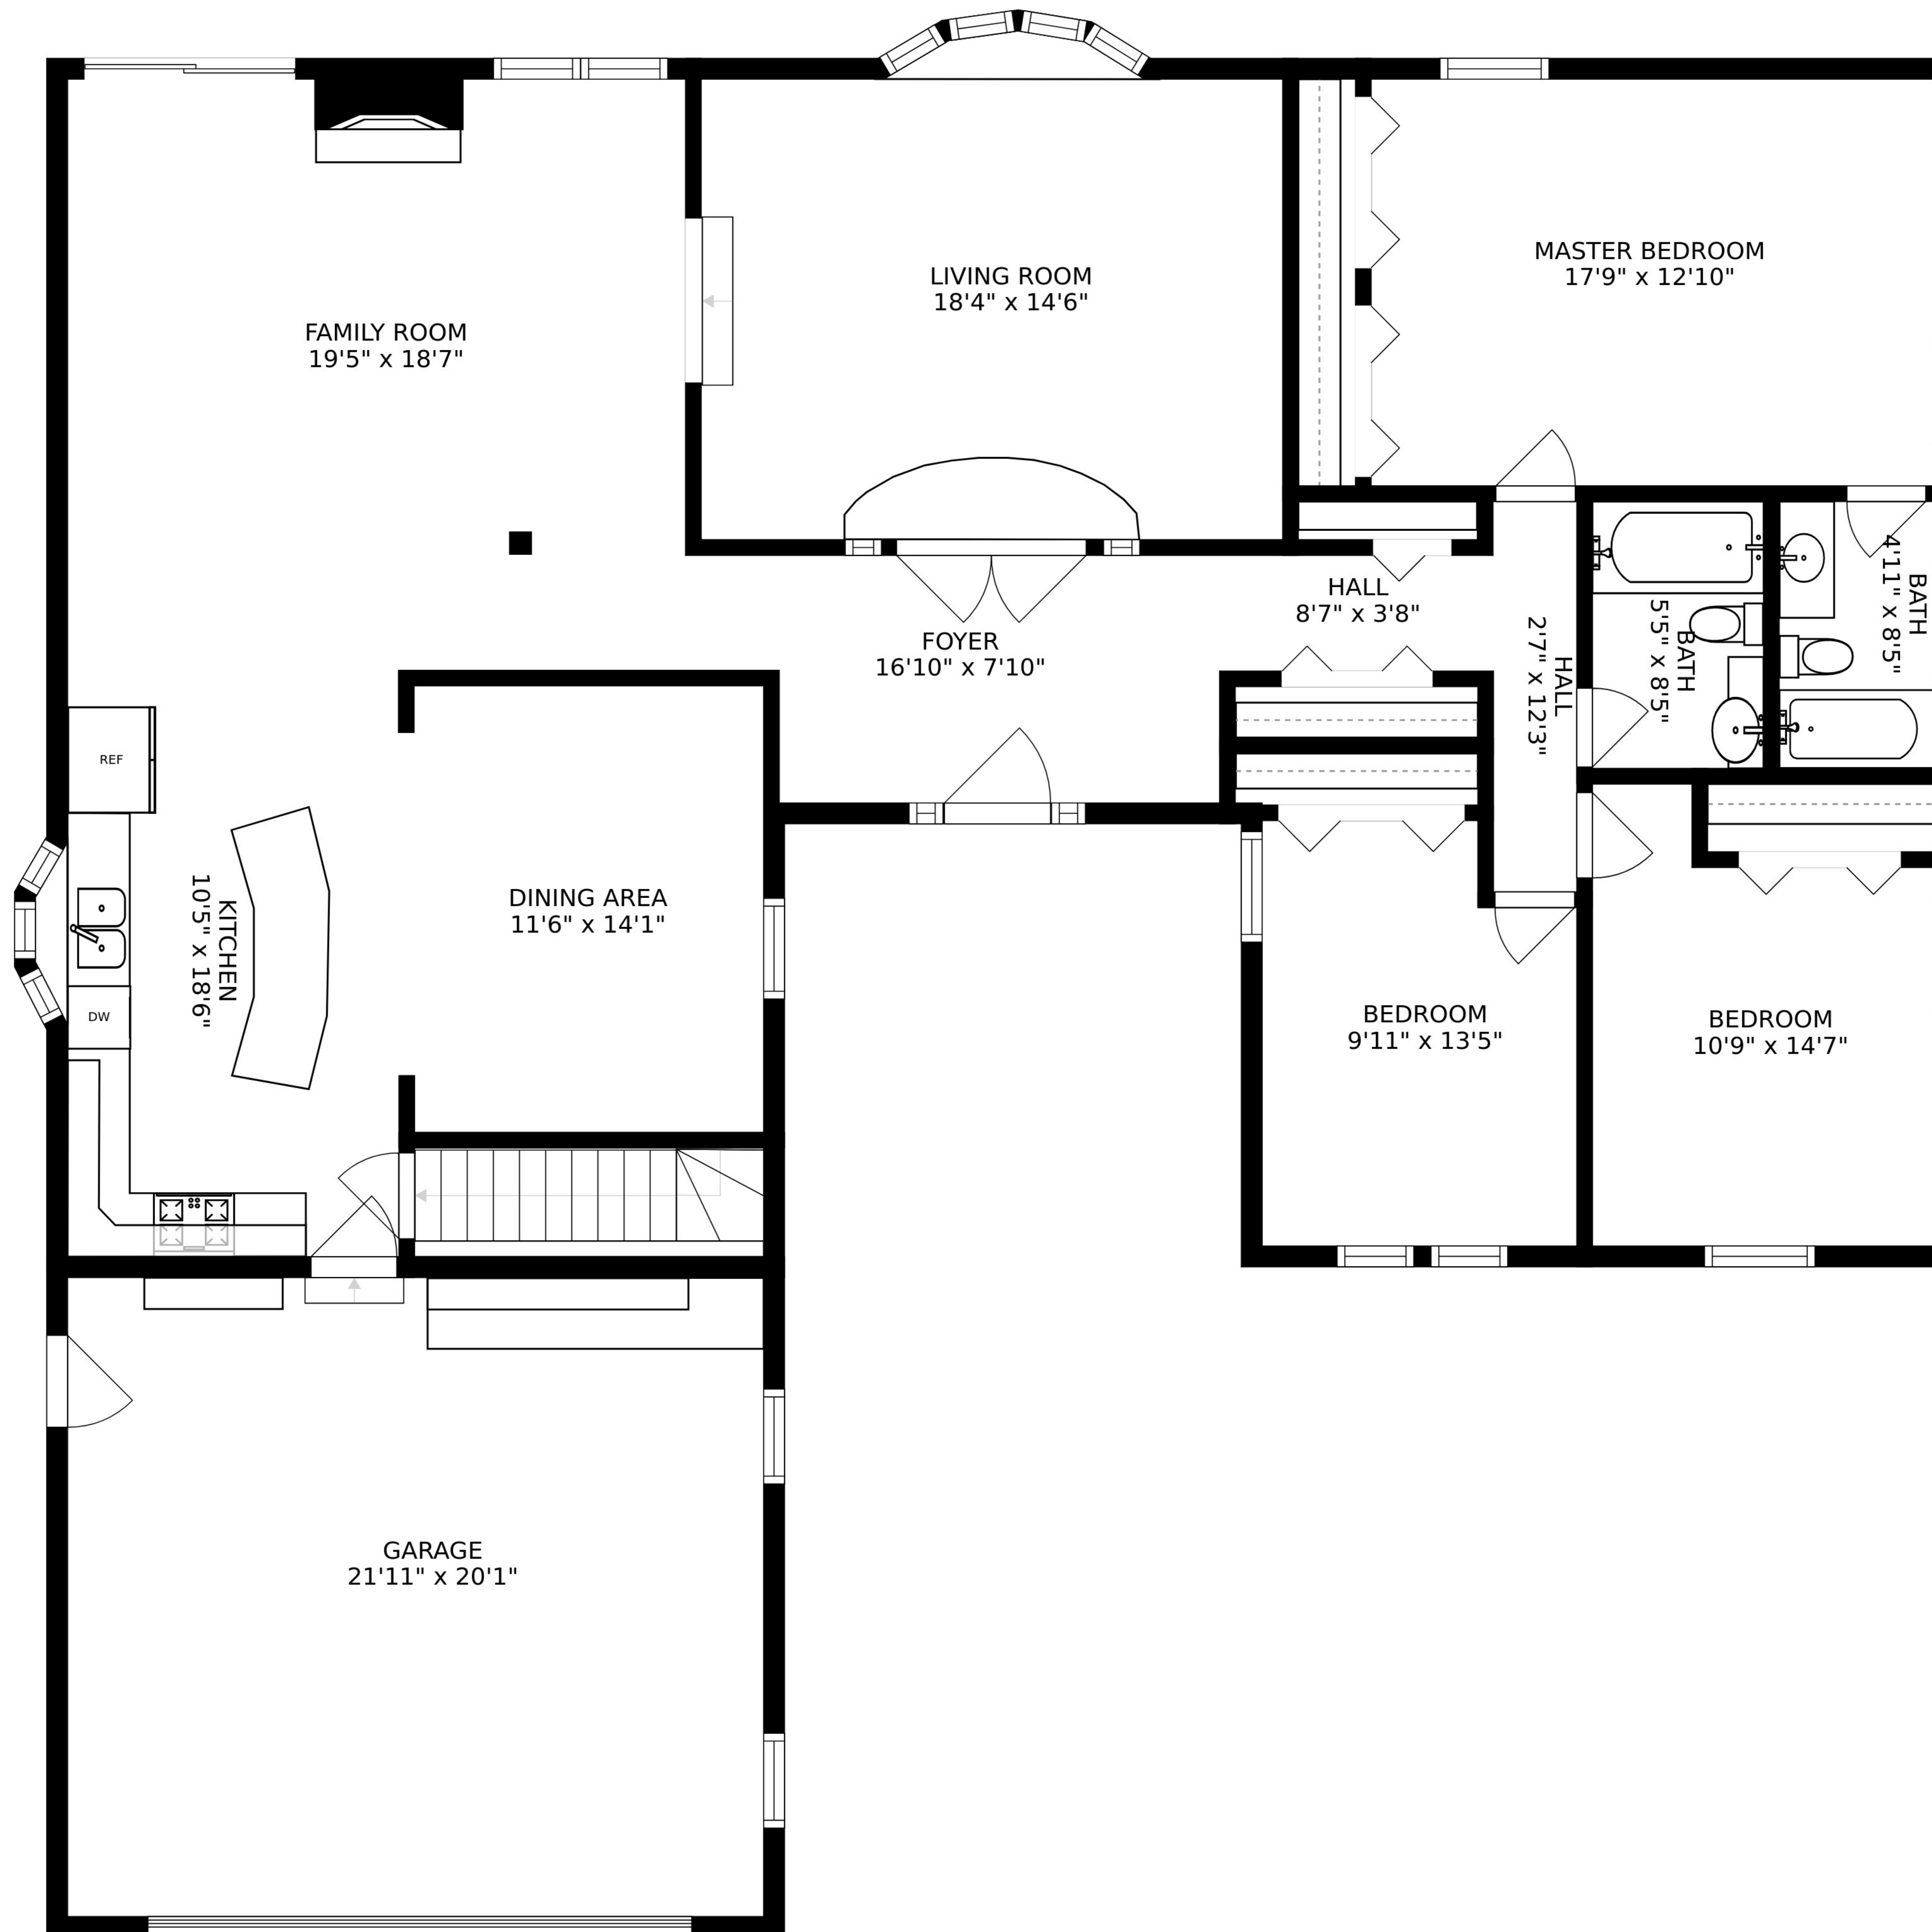 MASTER BEDROOM
17'9" x 12'10"
LIVING ROOM
18'4" x 14'6"
FAMILY ROOM
19'5" x 18'7"
HALL
8'7" x 3'8"
FOYER
16'10" x 7'10"
HALL
2'7" x 12'3"
BATH
5'5" x 8'5"
BATH
4'11" x 8'5"
REF
KITCHEN
10'5" x 18'6"
DINING AREA
11'6" x 14'1"
DW
BEDROOM
9'11" x 13'5"
BEDROOM
10'9" x 14'7"
GARAGE
21'11" x 20'1"